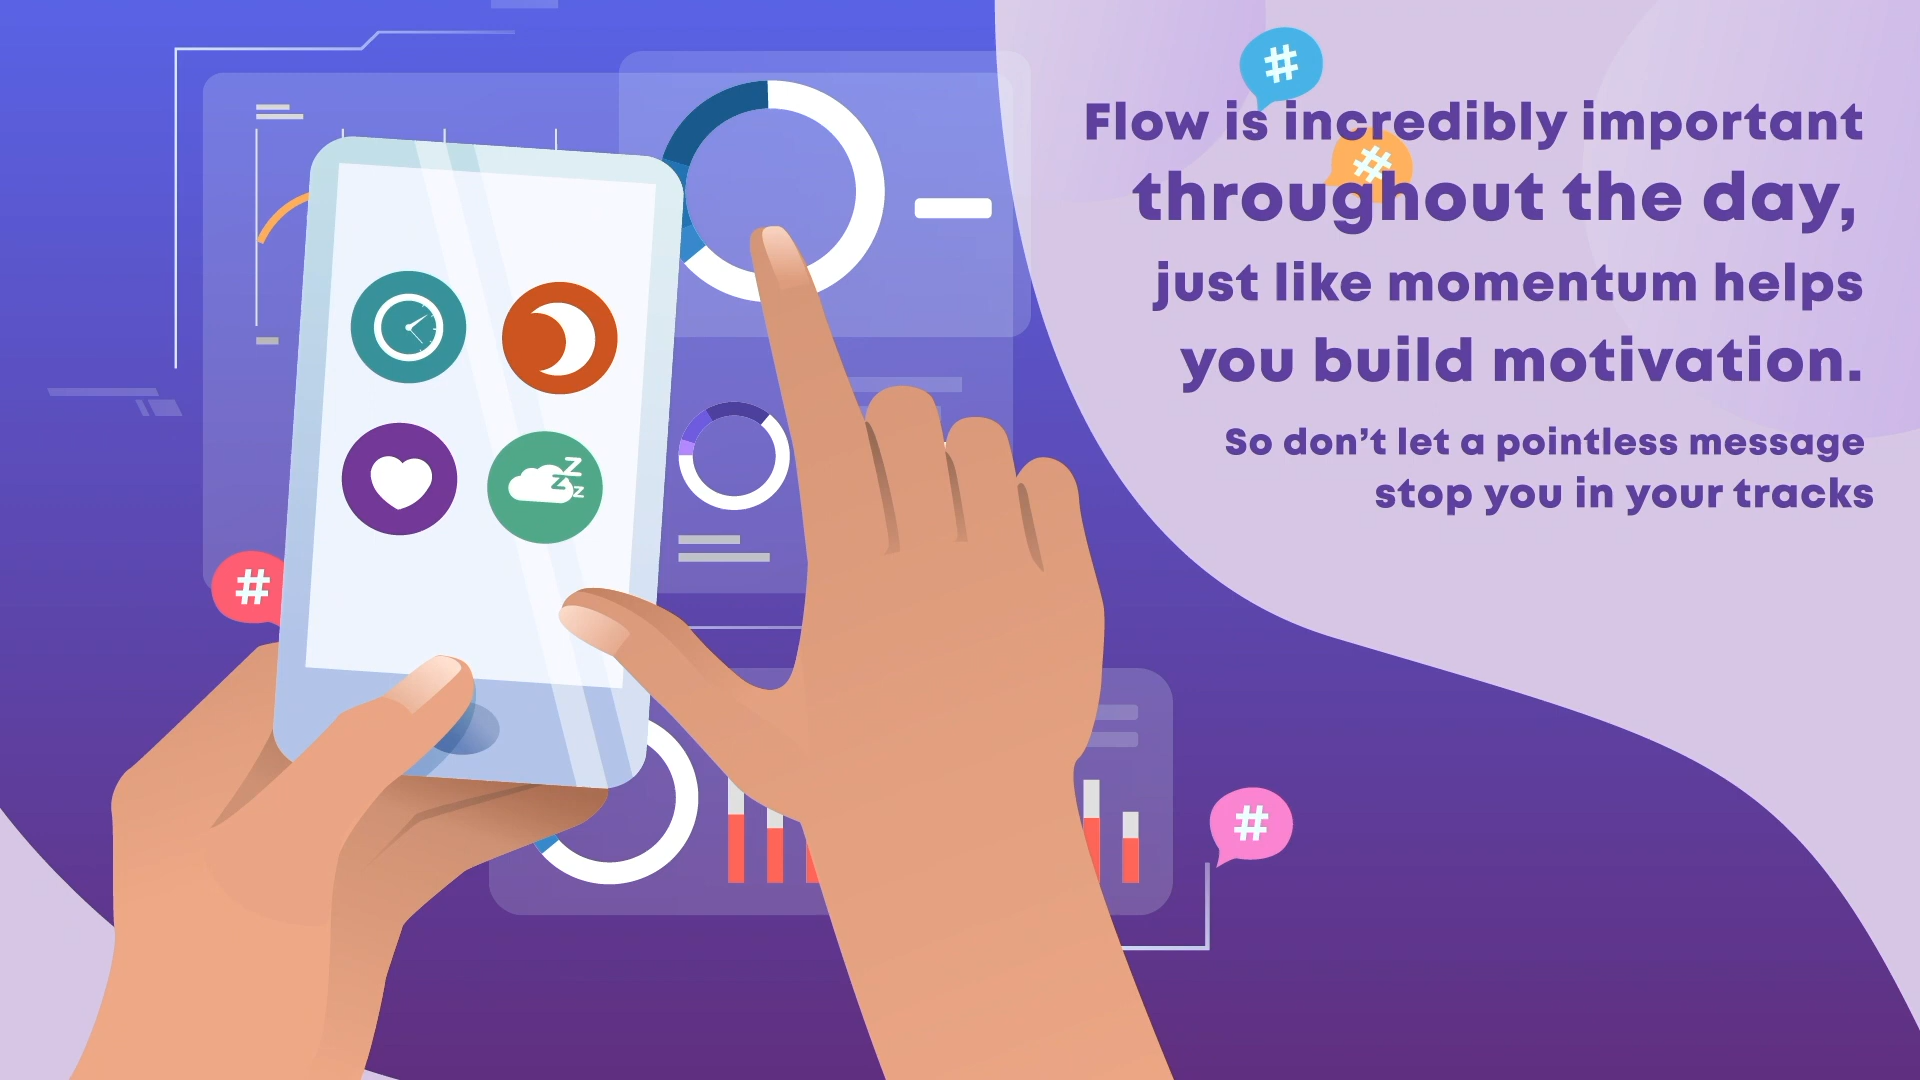 #
Flow is incredibly important
#
throughout the day,
just like momentum helps
you build motivation.
So don’t let a pointless message
stop you in your tracks
z
z
z
#
#